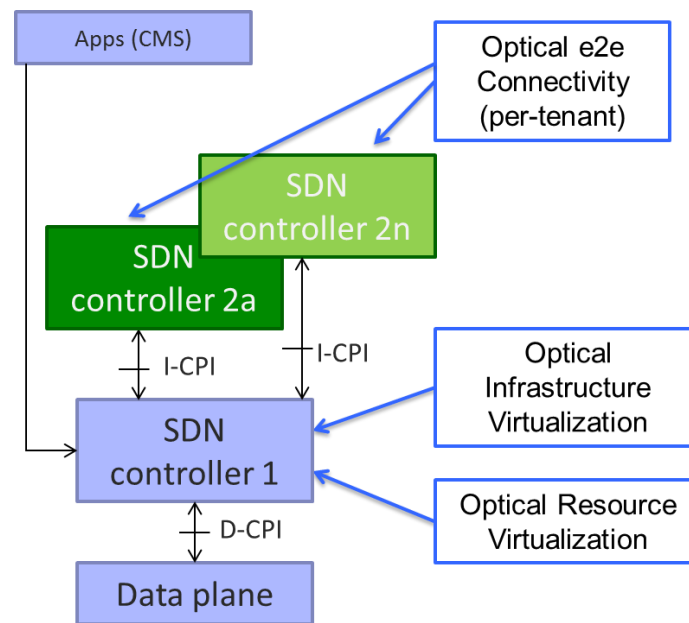 Apps (CMS)
Optical e2e
Connectivity
(per-tenant)
SDN
controller 2n
SDN
controller 2a
I-CPI
I-CPI
Optical
Infrastructure
Virtualization
SDN
controller 1
Optical Resource
Virtualization
D-CPI
Data plane